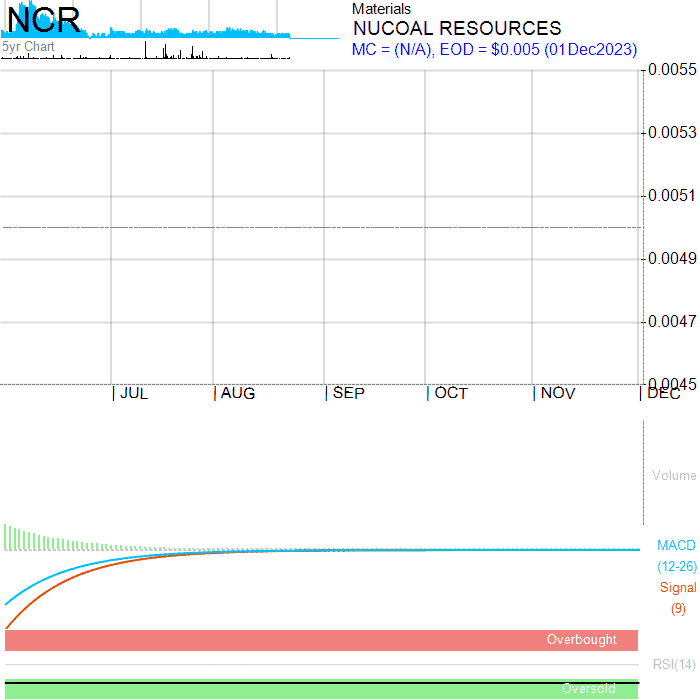 NCR
5yr Chart
Materials
NUCOAL RESOURCES
MC = (N/A), EOD = $0.005 (01Dec2023)
0.0055
0.0053
0.0051
0.0049
0.0047
0.0045
JUL
AUG
SEP
OCT
NOV
DEC
Volume
MACD
(12-26)
Signal
(9)
Overbought
RSI(14)
Oversold